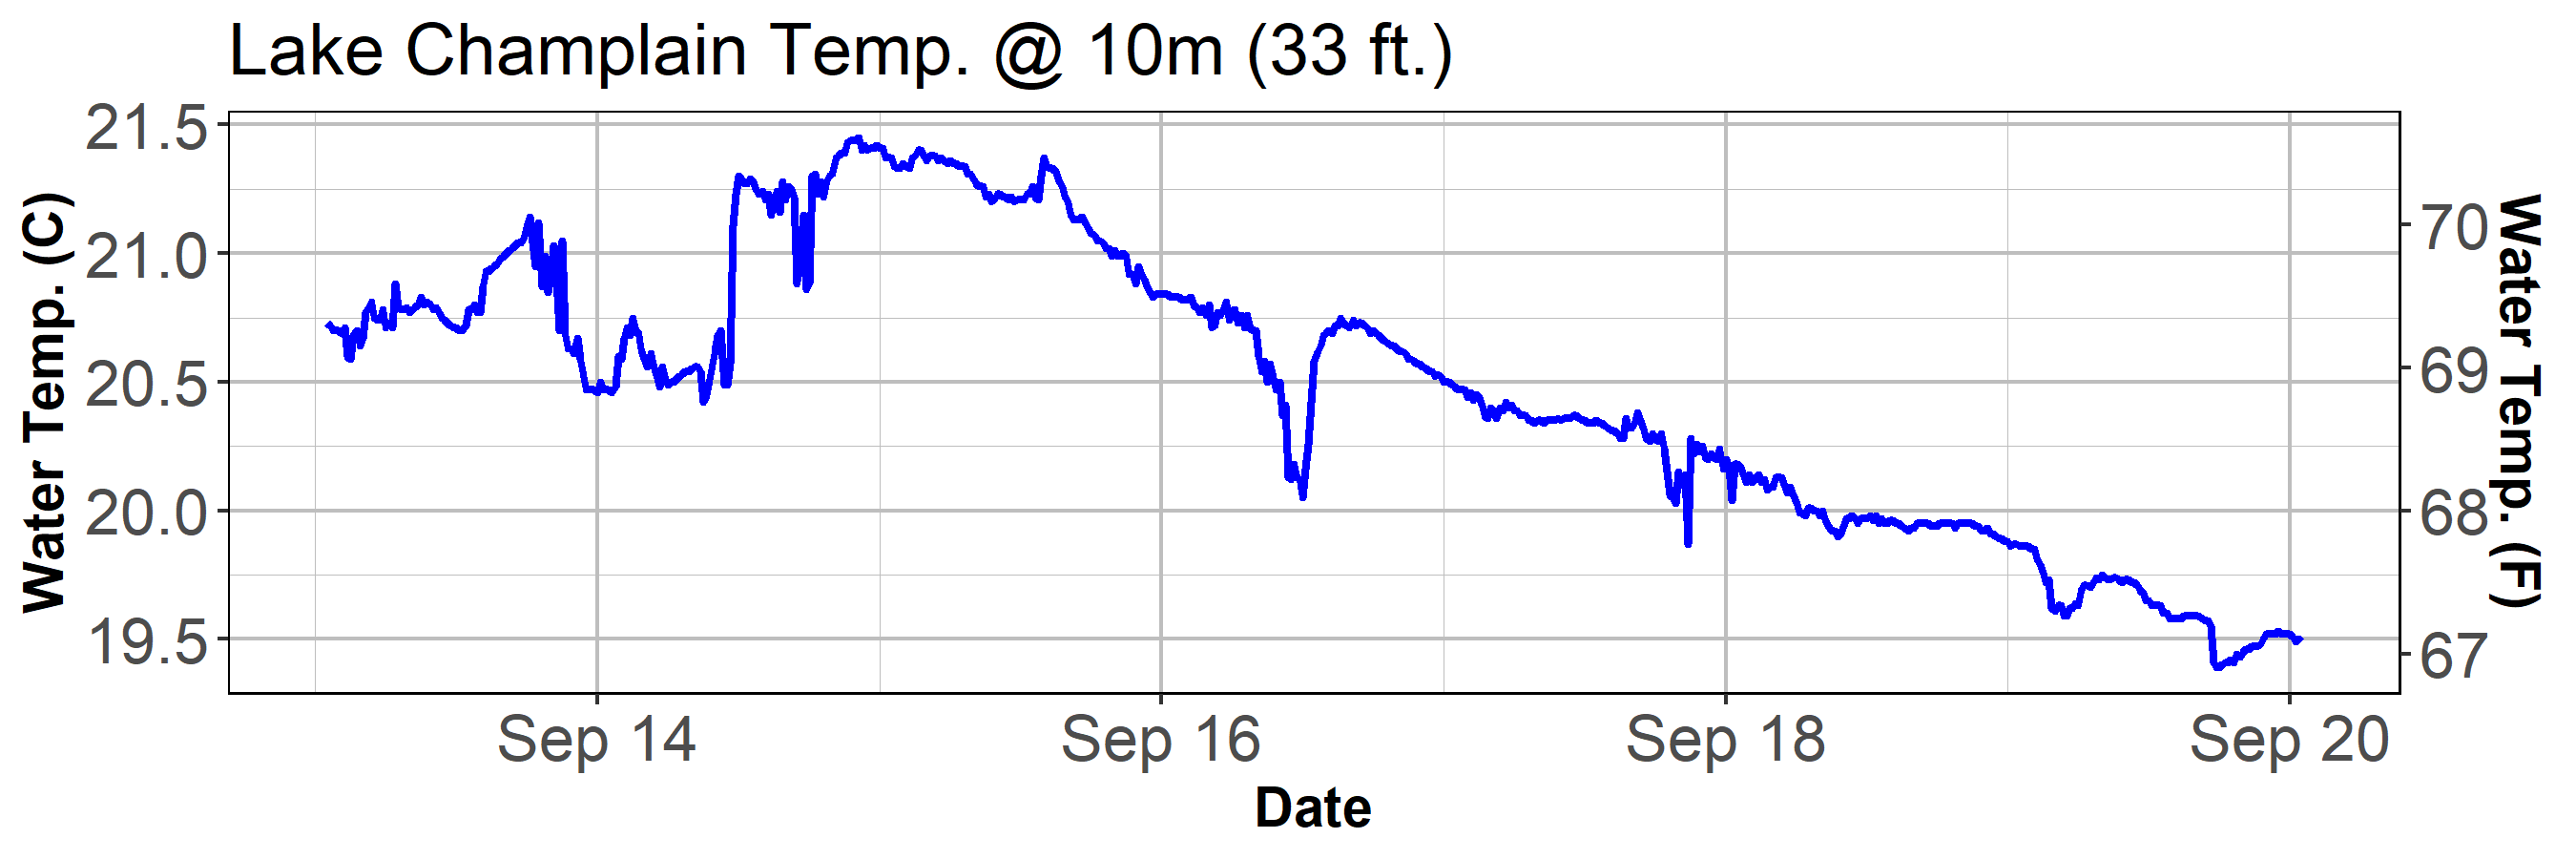 Lake Champlain Temp. @ 10m (33 ft.)
Water Temp. (C)
21.5
21.0
20.5
20.0
19.5
70
69
68
67
Water Temp. (F)
Sep 14 Sep 16 Sep 18 Sep 20
Date